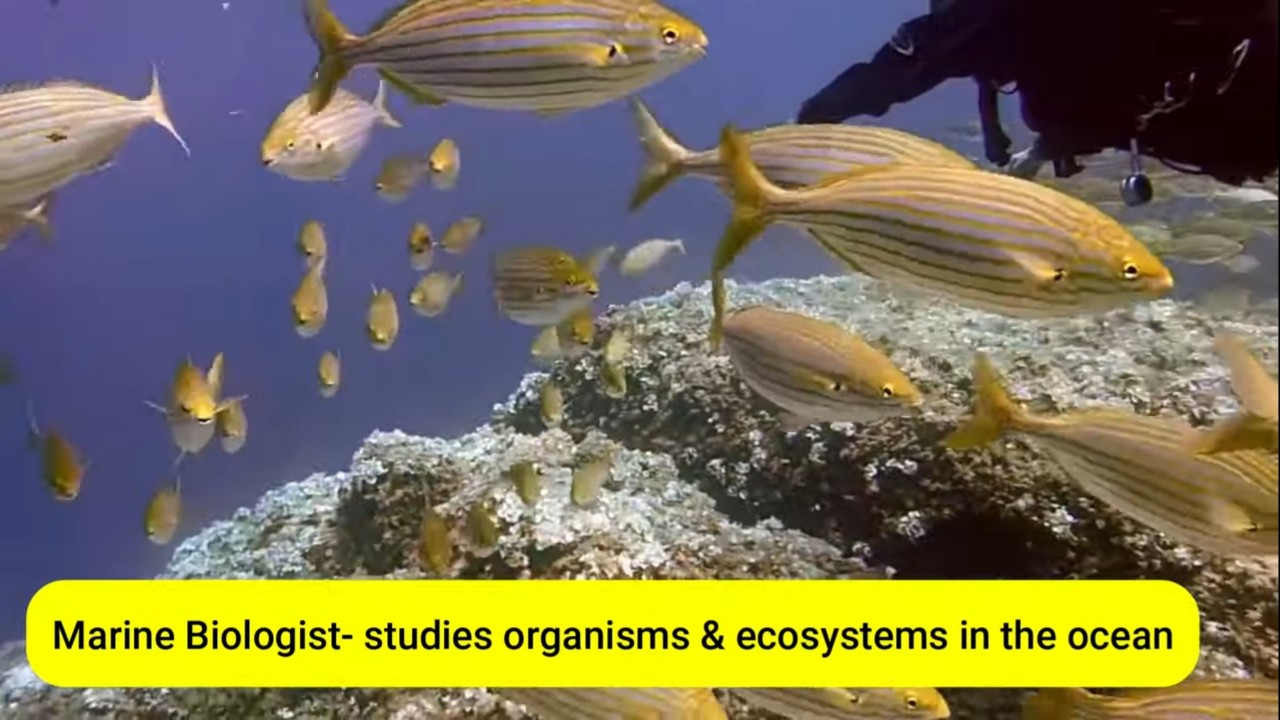 Marine Biologist- studies organisms & ecosystems in the ocean